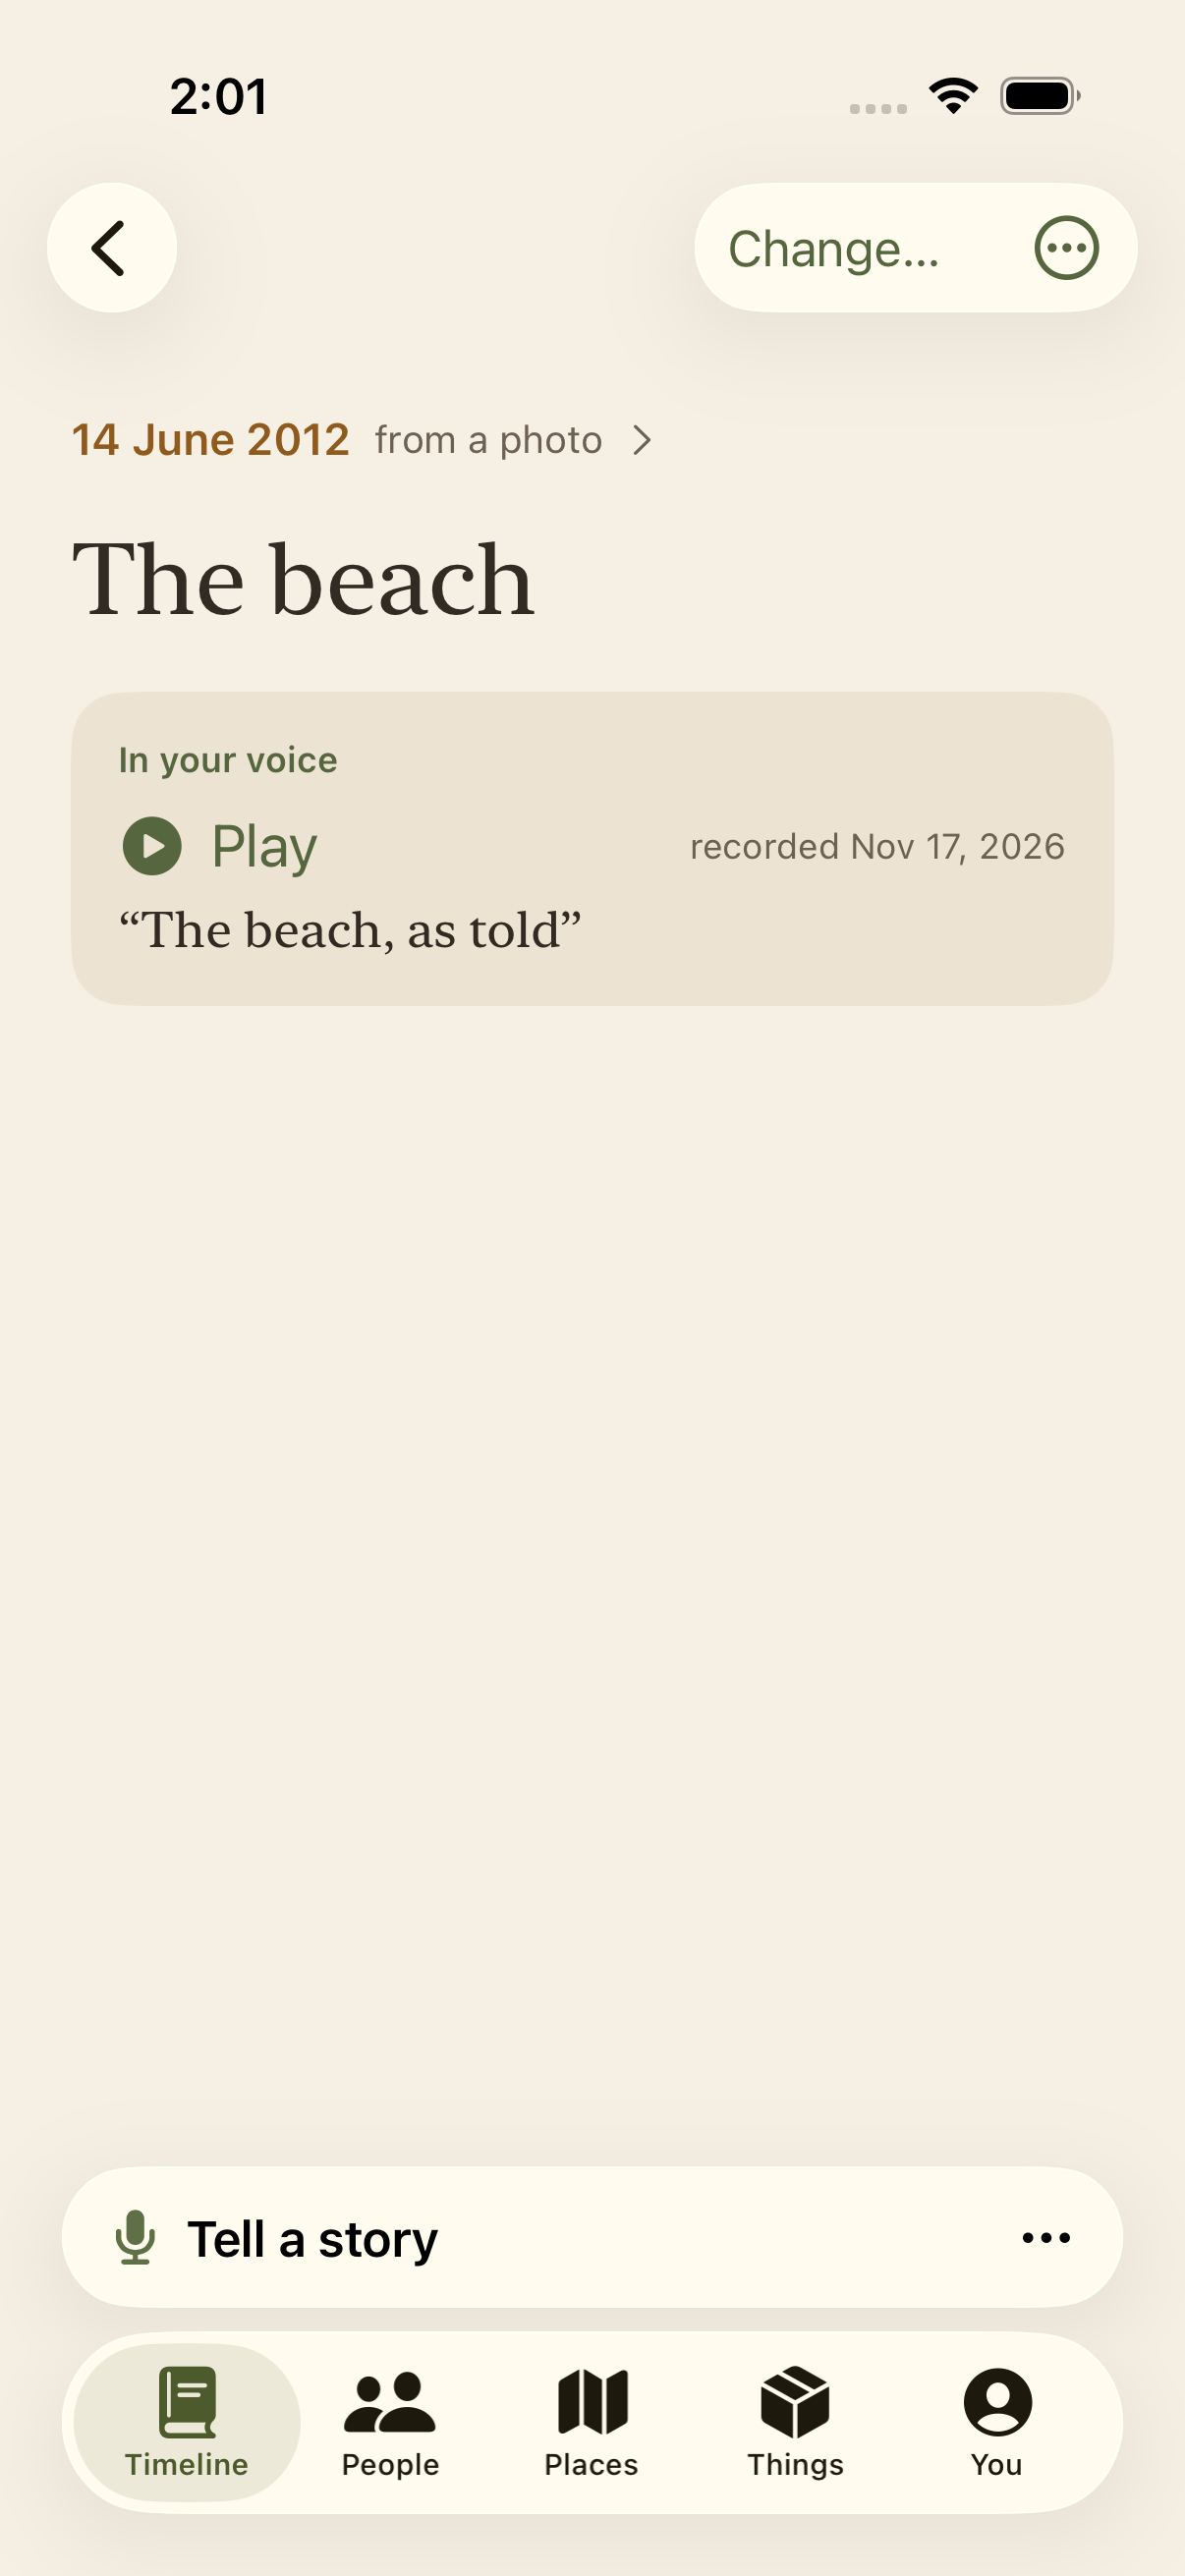 2:01
Change...
14 June 2012 from a photo
The beach
In your voice
Play recorded Nov 17, 2026
“The beach, as told”
Tell a story
Timeline People Places Things You